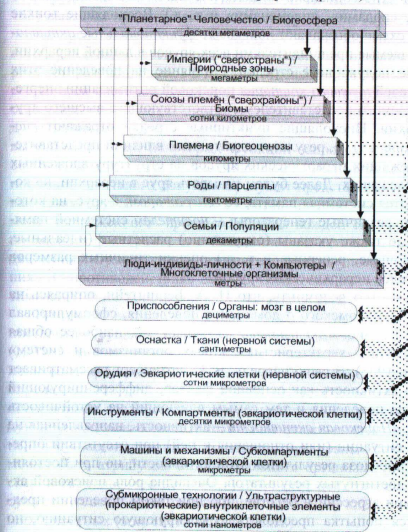 "Планетарное" Человечество / Биогеосфера
десятки мегаметров
Империи ("сверхстраны") /
Природные зоны
мегаметры
Союзы племён ("сверхрайоны") /
Биомы
сотни километров
Племена / Биогеоценозы
километры
Роды / Парцеллы
гектометры
Семьи / Популяции
декаметры
Люди-индивиды-личности + Компьютеры /
Многоклеточные организмы
метры
Приспособления / Органы: мозг в целом
дециметры
Оснастка / Ткани (нервной системы)
сантиметры
Орудия / Эвкариотические клетки (нервной системы)
сотни микрометров
Инструменты / Компартменты (эвкариотической клетки)
десятки микрометров
Машины и механизмы / Субкомпартменты
(эвкариотической клетки)
микрометры
Субмикронные технологии / Ультраструктурные
(прокариотические) внутриклеточные элементы
(эвкариотической клетки)
сотни нанометров